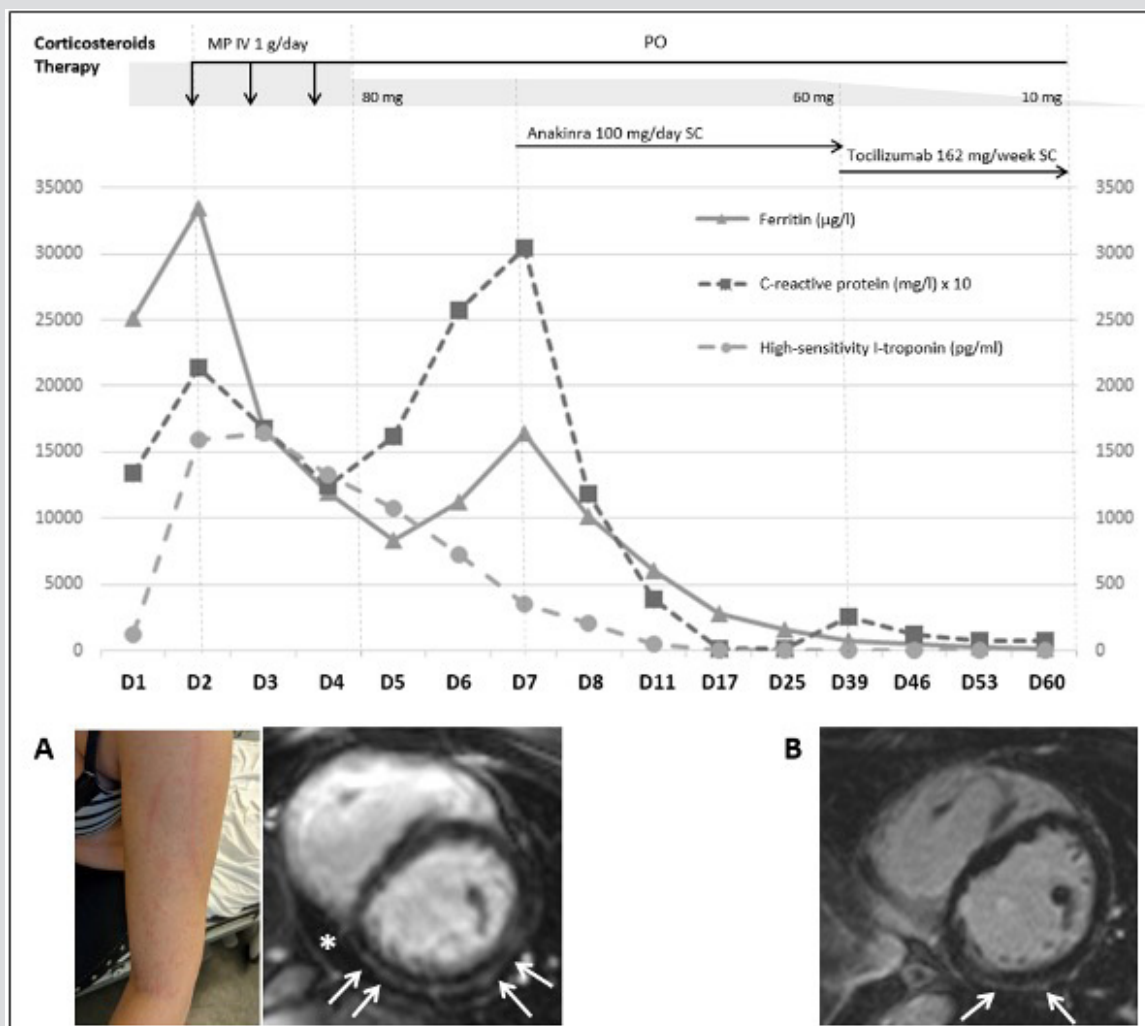 Corticosteroids MP IV 1 g/day PO
Therapy
80 mg 60 mg 10 mg
Anakinra 100 mg/day SC
Tocilizumab 162 mg/week SC
35000 3500
Ferritin (µg/l)
30000 3000
C-reactive protein (mg/l) x 10
25000 2500
High-sensitivity I-troponin (pg/ml)
20000 2000
15000 1500
10000 1000
5000 500
0 0
D1 D2 D3 D4 D5 D6 D7 D8 D11 D17 D25 D39 D46 D53 D60
A B
*